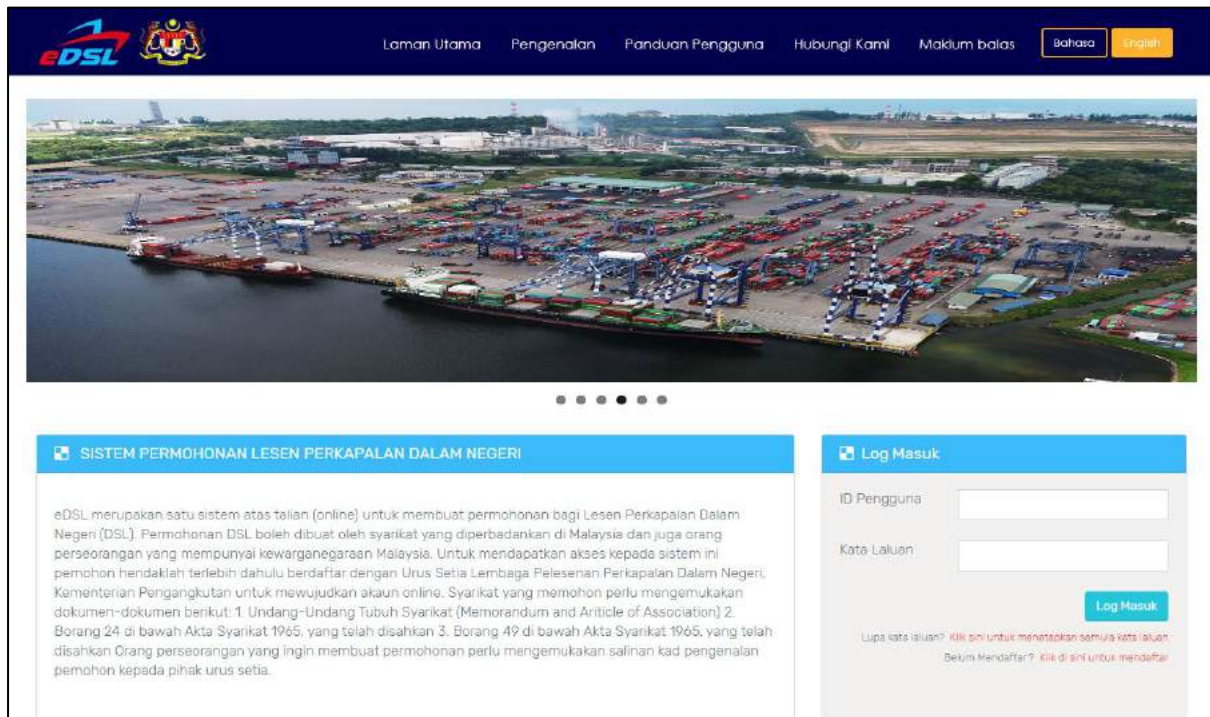 eDSL
Laman Utama
Pengenalan
Panduan Pengguna
Hubungi Kami
Maklum balas
Bahasa
English
SISTEM PERMOHONAN LESEN PERKAPALAN DALAM NEGERI
eDSL merupakan satu sistem atas talian (online) untuk membuat permohonan bagi Lesen Perkapalan Dalam
Negeri (DSL). Permohonan DSL boleh dibuat oleh syarikat yang diperbadankan di Malaysia dan juga orang
perseorangan yang mempunyai kewarganegaraan Malaysia. Untuk mendapatkan akses kepada sistem ini
pemohon hendaklah terlebih dahulu berdaftar dengan Urus Setia Lembaga Pelesenan Perkapalan Dalam Negeri,
Kementerian Pengangkutan untuk mewujudkan akaun online. Syarikat yang memohon perlu mengemukakan
dokumen-dokumen berikut: 1. Undang-Undang Tubuh Syarikat (Memorandum and Ariticle of Association) 2.
Borang 24 di bawah Akta Syarikat 1965, yang telah disahkan 3. Borang 49 di bawah Akta Syarikat 1965, yang telah
disahkan Orang perseorangan yang ingin membuat permohonan perlu mengemukakan salinan kad pengenalan
pemohon kepada pihak urus setia.
Log Masuk
ID Pengguna
Kata Laluan
Log Masuk
Lupa kata laluan? Klik sini untuk menetapkan semula kata laluan
Belum Mendaftar? Klik di sini untuk mendaftar